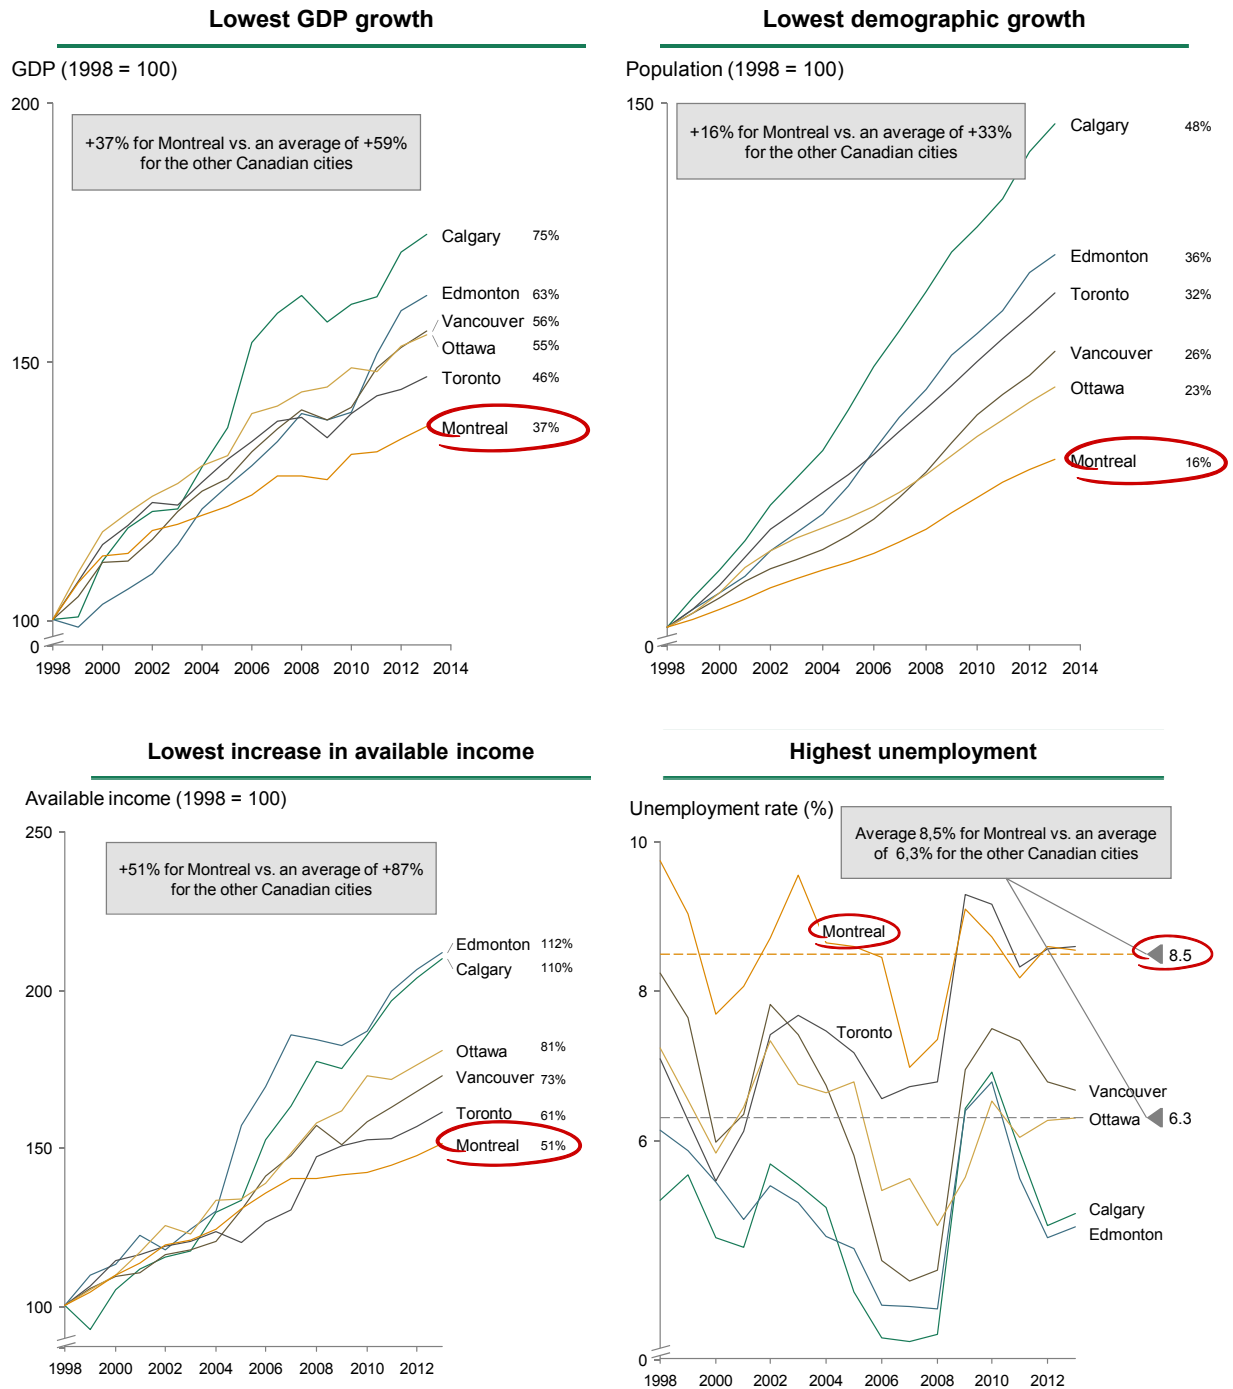 Lowest GDP growth
GDP (1998 = 100)
200
+37% for Montreal vs. an average of +59%
for the other Canadian cities
Calgary 75%
Edmonton 63%
Vancouver 56%
Ottawa 55%
150
Toronto 46%
Montreal 37%
100
0
1998 2000 2002 2004 2006 2008 2010 2012 2014
Lowest demographic growth
Population (1998 = 100)
150
+16% for Montreal vs. an average of +33%
for the other Canadian cities
Calgary 48%
Edmonton 36%
Toronto 32%
Vancouver 26%
Ottawa 23%
Montreal 16%
0
1998 2000 2002 2004 2006 2008 2010 2012 2014
Lowest increase in available income
Available income (1998 = 100)
250
+51% for Montreal vs. an average of +87%
for the other Canadian cities
Edmonton 112%
Calgary 110%
200
Ottawa 81%
Vancouver 73%
Toronto 61%
Montreal 51%
150
100
1998 2000 2002 2004 2006 2008 2010 2012
Highest unemployment
Unemployment rate (%)
Average 8,5% for Montreal vs. an average
of 6,3% for the other Canadian cities
10
Montreal
8.5
8
Toronto
Vancouver
Ottawa 6.3
6
Calgary
Edmonton
0
1998 2000 2002 2004 2006 2008 2010 2012